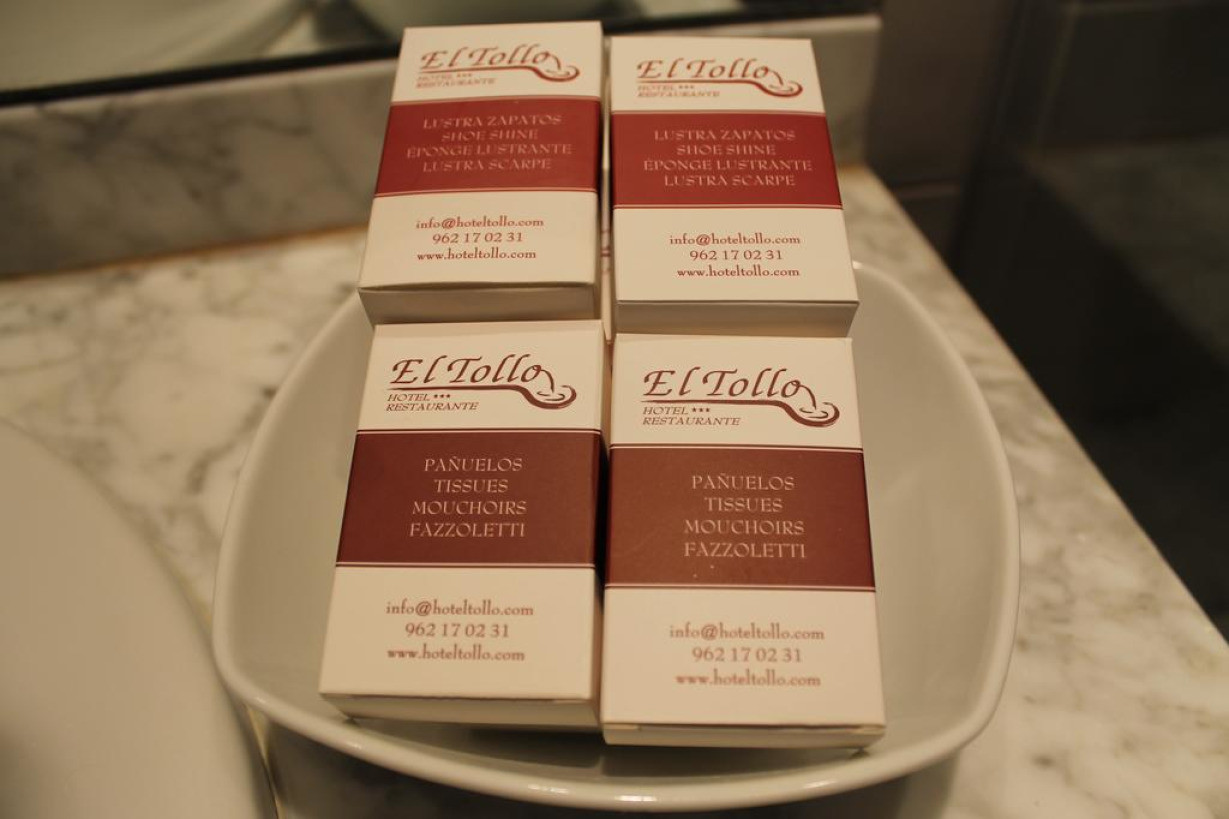 El Tollo
HOTEL ***
RESTAURANTE
LUSTRA ZAPATOS
SHOE SHINE
ÉPONGE LUSTRANTE
LUSTRA SCARPE
info@hoteltollo.com
962 17 02 31
www.hoteltollo.com
El Tollo
HOTEL ***
RESTAURANTE
LUSTRA ZAPATOS
SHOE SHINE
ÉPONGE LUSTRANTE
LUSTRA SCARPE
info@hoteltollo.com
962 17 02 31
www.hoteltollo.com
El Tollo
HOTEL ***
RESTAURANTE
PAÑUELOS
TISSUES
MOUCHOIRS
FAZZOLETTI
info@hoteltollo.com
962 17 02 31
www.hoteltollo.com
El Tollo
HOTEL ***
RESTAURANTE
PAÑUELOS
TISSUES
MOUCHOIRS
FAZZOLETTI
info@hoteltollo.com
962 17 02 31
www.hoteltollo.com